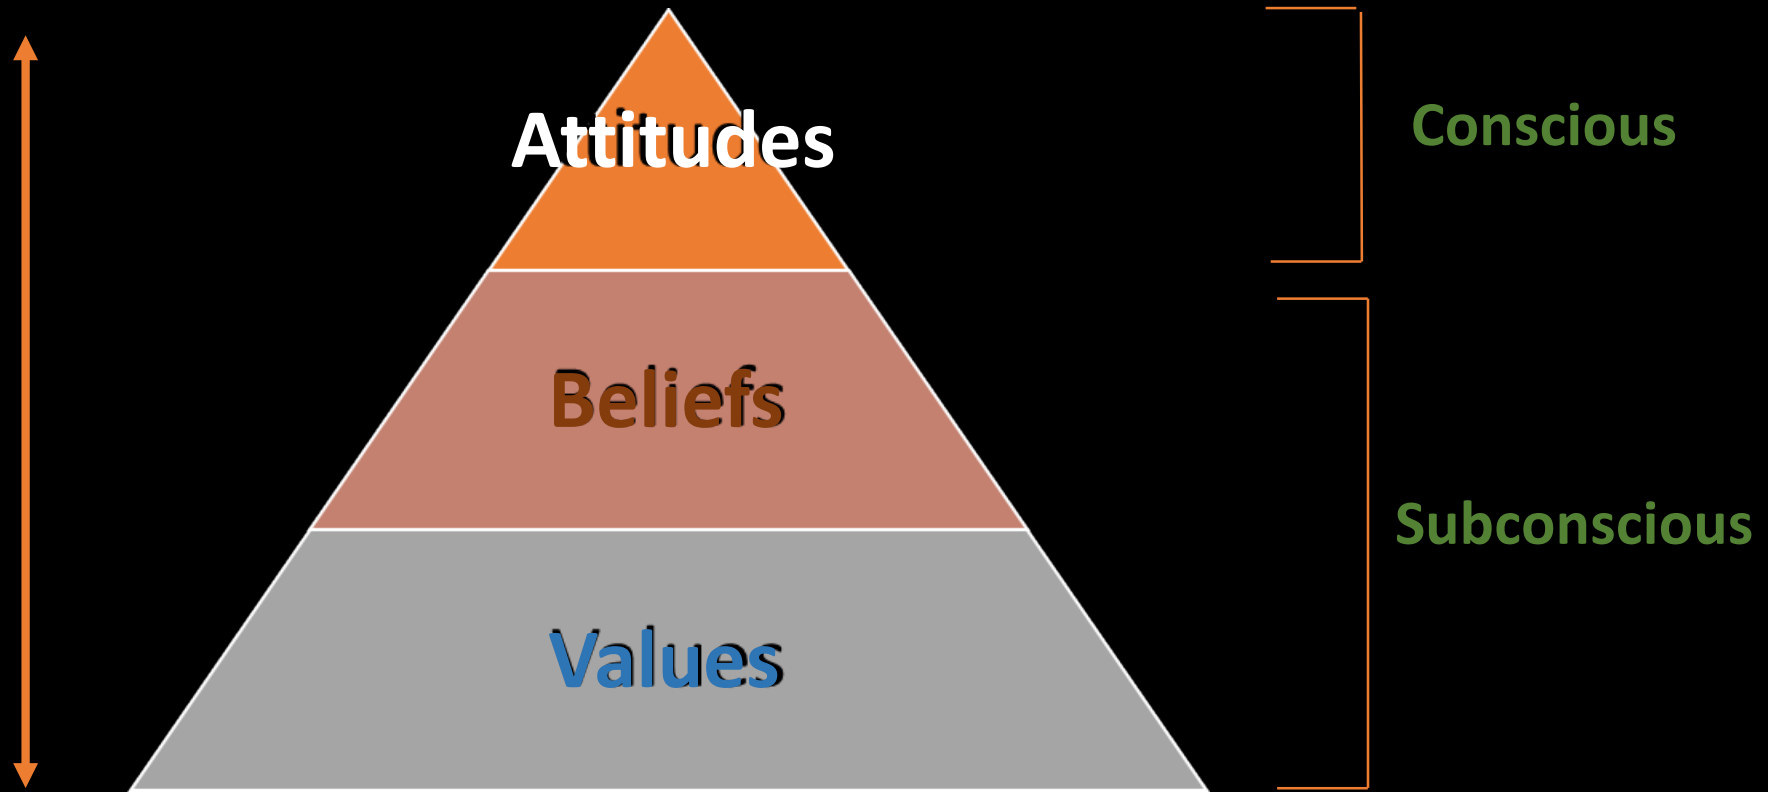 Attitudes
Conscious
Beliefs
Subconscious
Values